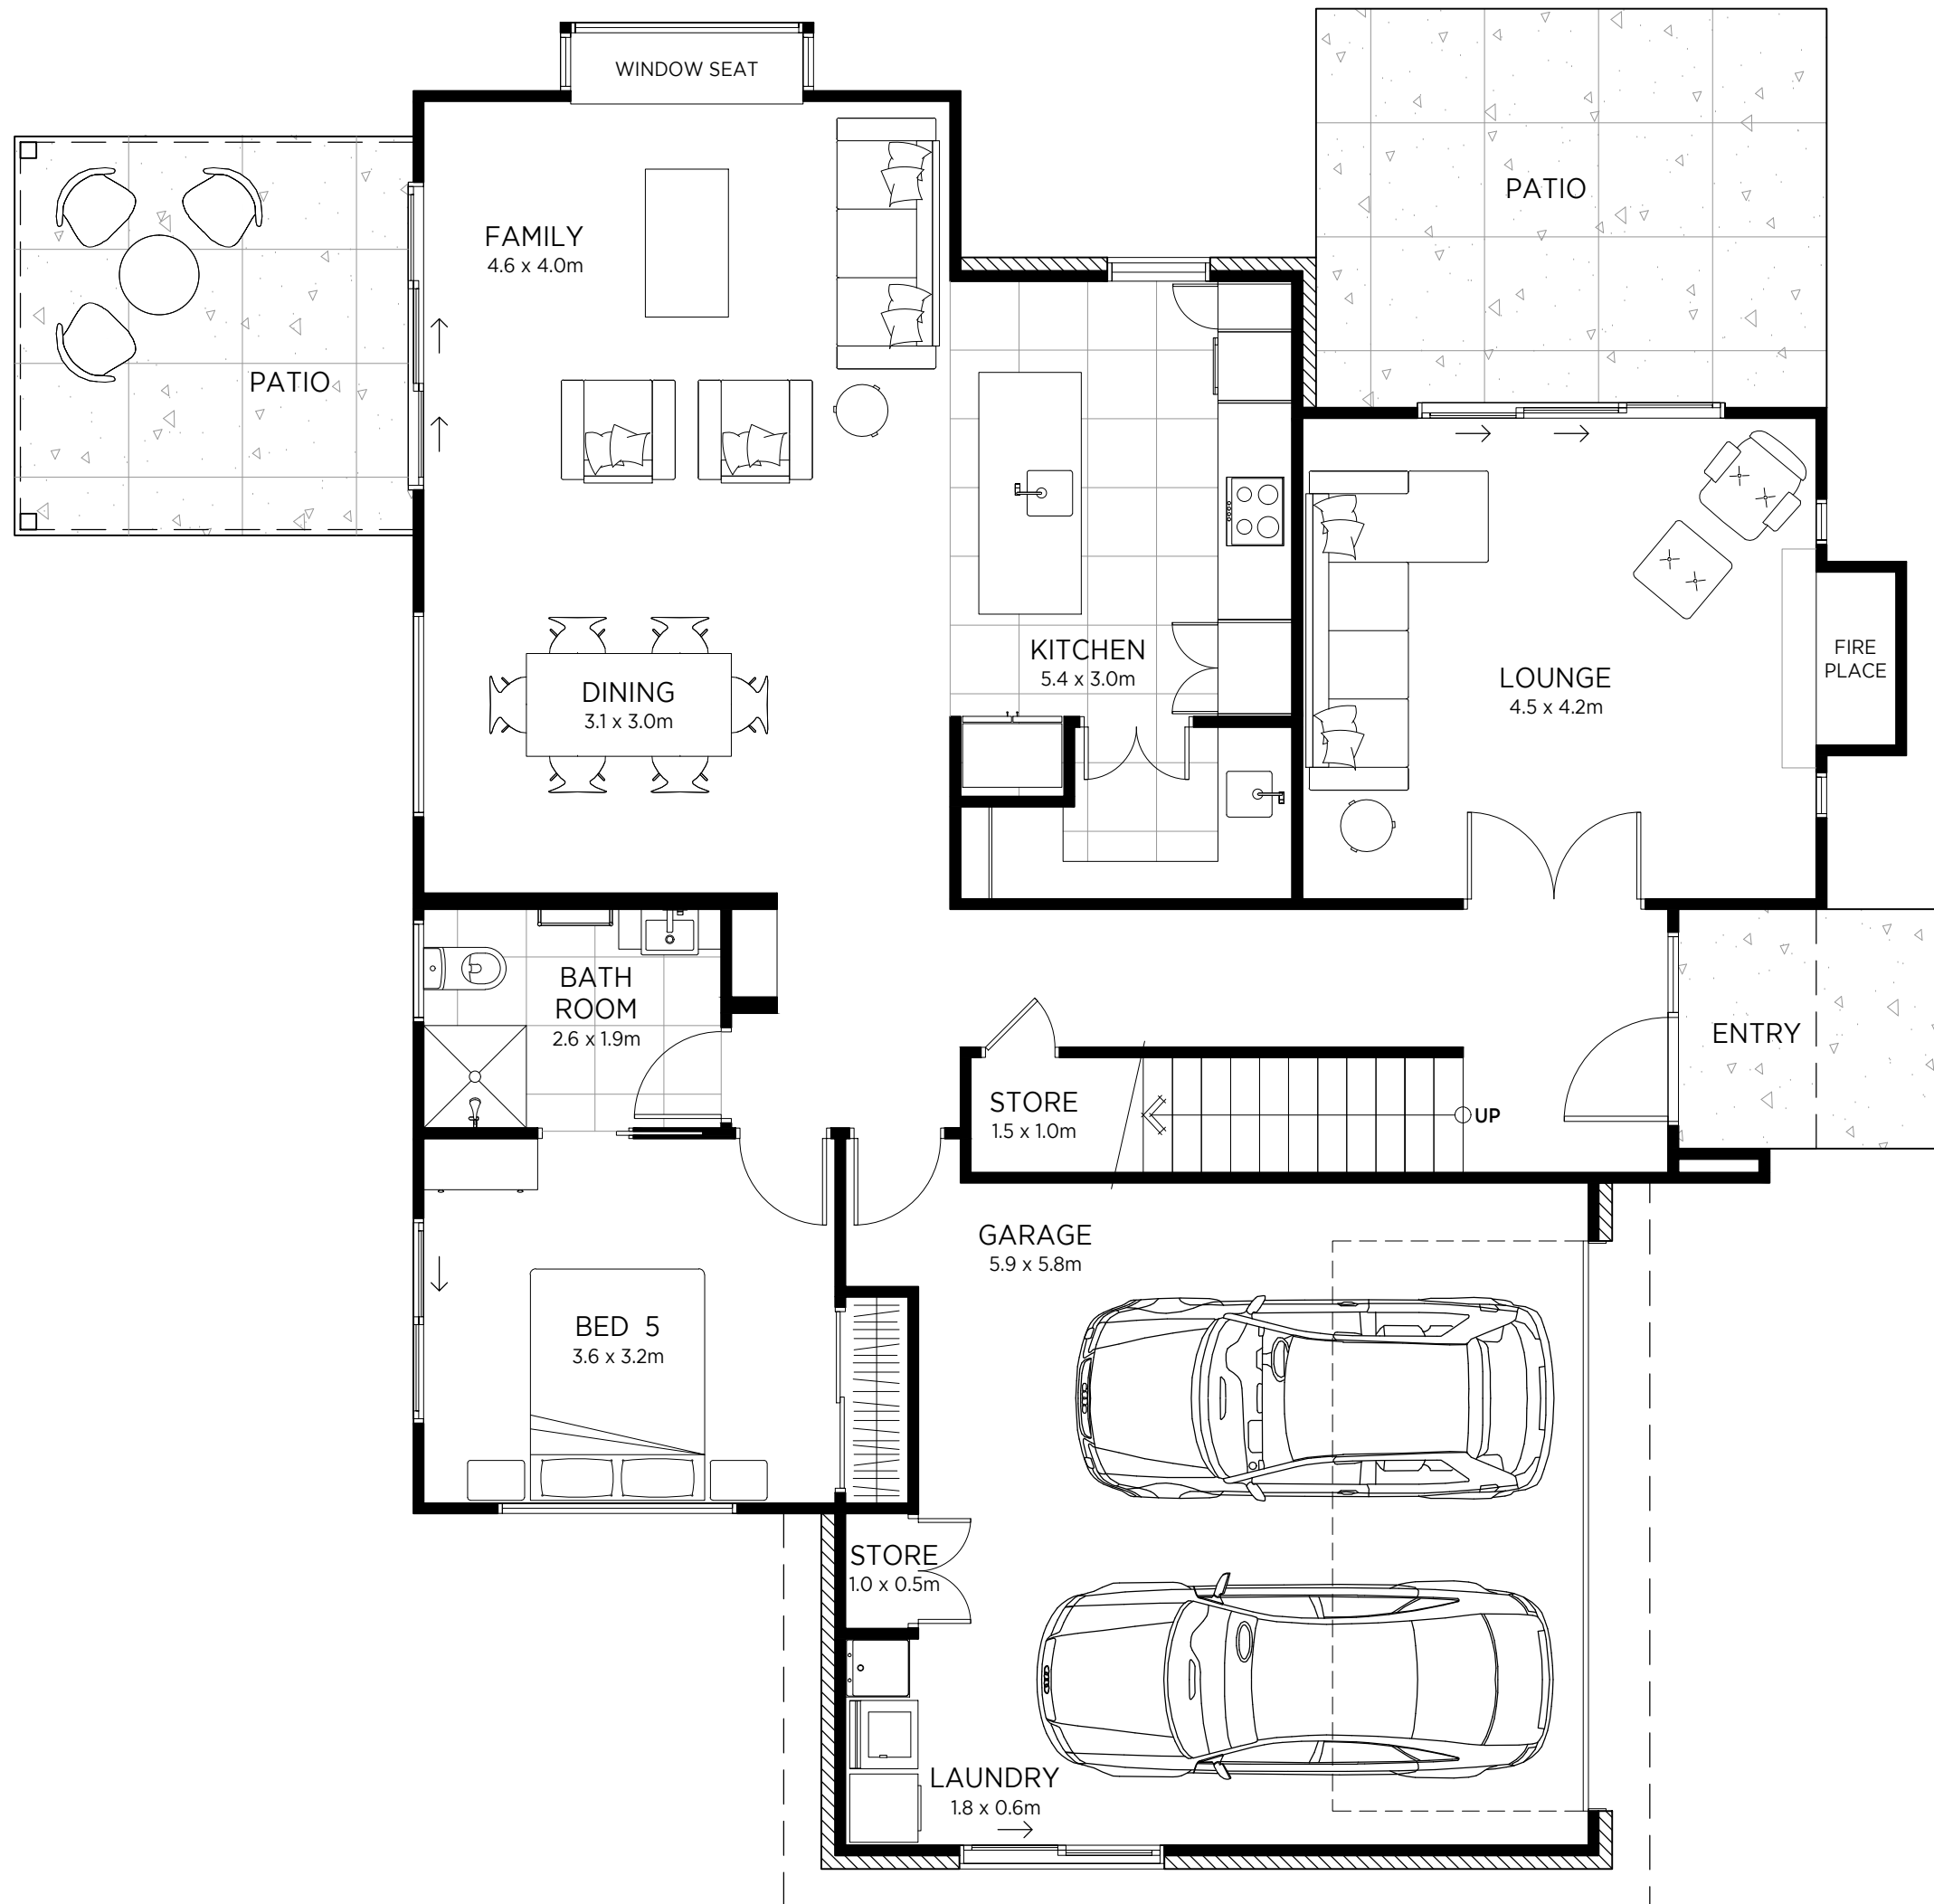 WINDOW SEAT
PATIO
FAMILY
4.6 x 4.0m
PATIO
KITCHEN
5.4 x 3.0m
FIRE
PLACE
LOUNGE
4.5 x 4.2m
DINING
3.1 x 3.0m
BATH
ROOM
2.6 x 1.9m
ENTRY
STORE
1.5 x 1.0m
UP
GARAGE
5.9 x 5.8m
BED 5
3.6 x 3.2m
STORE
1.0 x 0.5m
LAUNDRY
1.8 x 0.6m